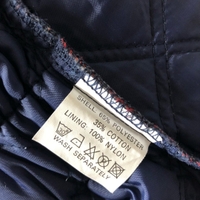 SHELL: 65% POLYESTER
35% COTTON
LINING: 100% NYLON
WASH SEPARATELY